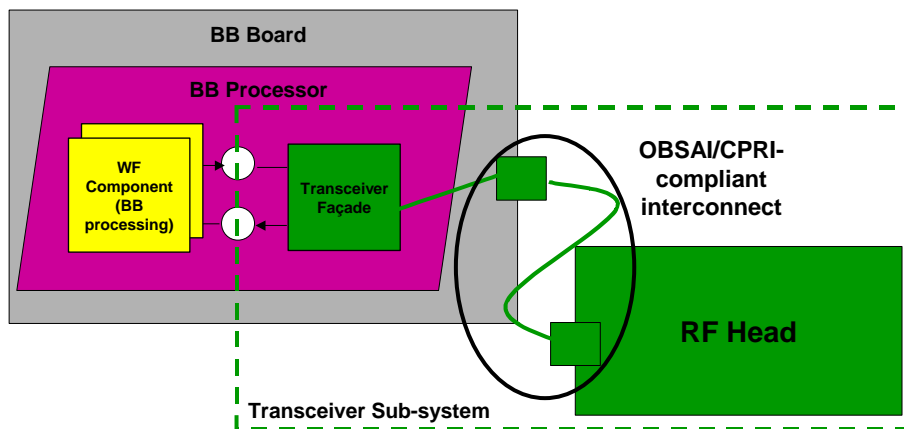 BB Board
BB Processor
WF
Component
(BB
processing)
Transceiver
Façade
OBSAI/CPRI-
compliant
interconnect
RF Head
Transceiver Sub-system